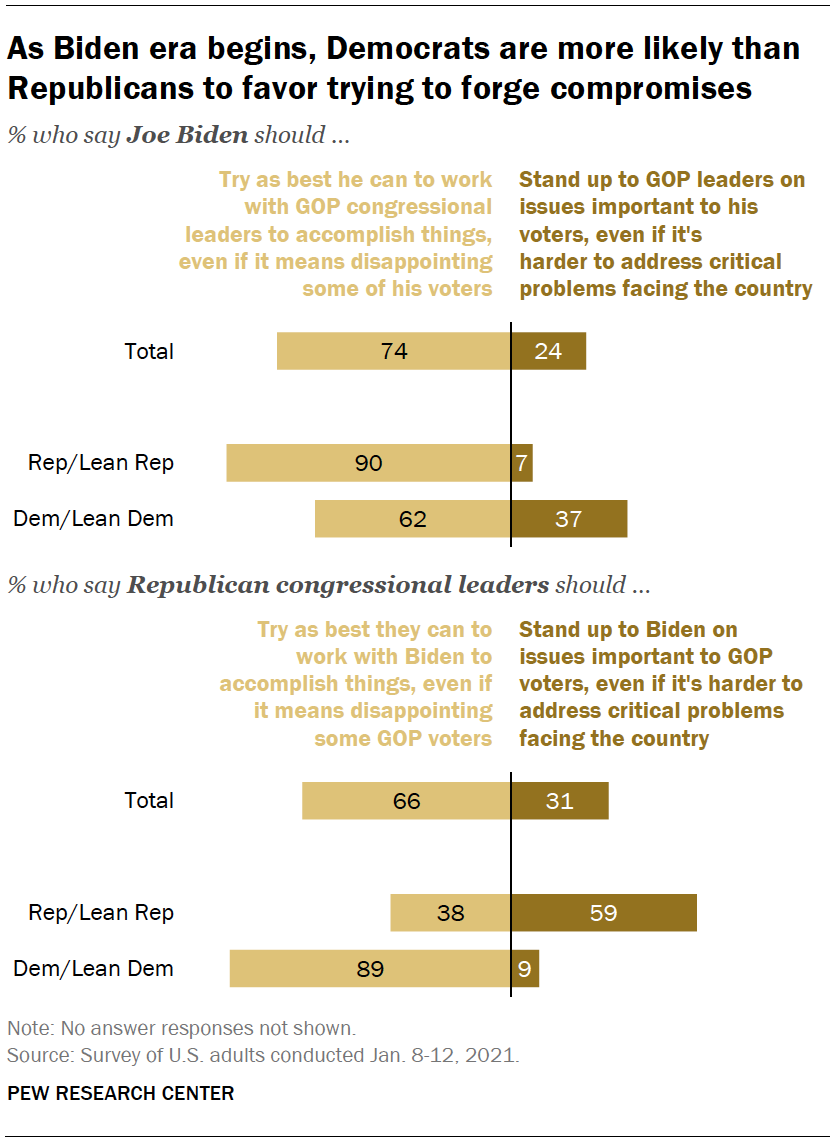 As Biden era begins, Democrats are more likely than
Republicans to favor trying to forge compromises
% who say Joe Biden should ...
Try as best he can to work
with GOP congressional
leaders to accomplish things,
even if it means disappointing
some of his voters
Stand up to GOP leaders on
issues important to his
voters, even if it's
harder to address critical
problems facing the country
Total 74 24
Rep/Lean Rep 90 7
Dem/Lean Dem 62 37
% who say Republican congressional leaders should ...
Try as best they can to
work with Biden to
accomplish things, even if
it means disappointing
some GOP voters
Stand up to Biden on
issues important to GOP
voters, even if it's harder to
address critical problems
facing the country
Total 66 31
Rep/Lean Rep 38 59
Dem/Lean Dem 89 9
Note: No answer responses not shown.
Source: Survey of U.S. adults conducted Jan. 8-12, 2021.
PEW RESEARCH CENTER